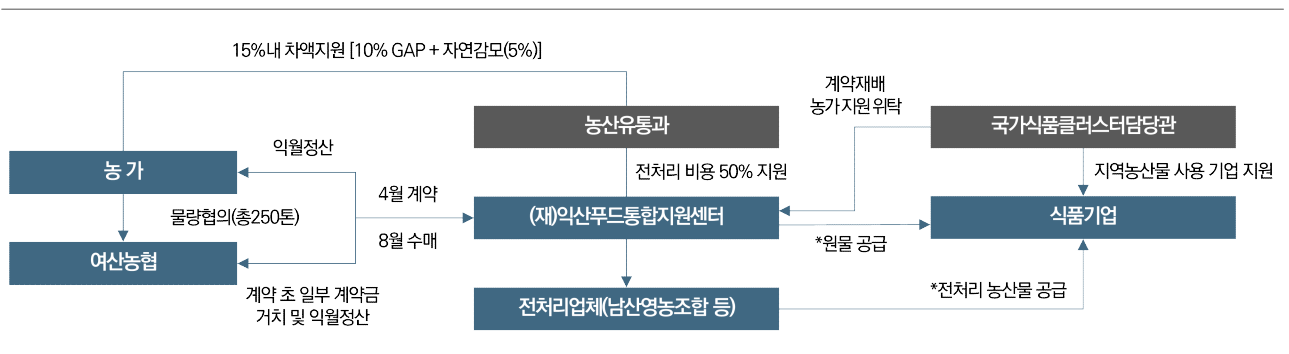 15%내 차액지원 [10% GAP + 자연감모(5%)]
계약재배
농가 지원 위탁
농산유통과
국가식품클러스터담당관
농 가
익월정산
전처리 비용 50% 지원
지역농산물 사용 기업 지원
4월 계약
물량협의(총250톤)
(재)익산푸드통합지원센터
식품기업
8월 수매
*원물 공급
여산농협
계약 초 일부 계약금
거치 및 익월정산
*전처리 농산물 공급
전처리업체(남산영농조합 등)